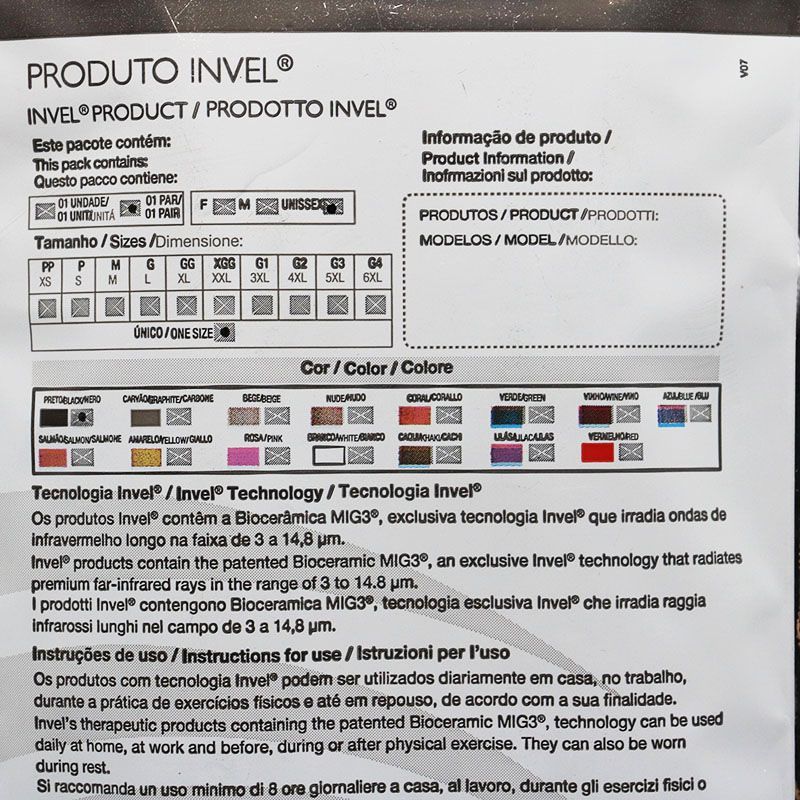 V07
PRODUTO INVEL®
INVEL® PRODUCT / PRODOTTO INVEL®
Este pacote contém:
This pack contains:
Questo pacco contiene:
01 UNDADE/ 01 PAR/
01 UNIT/UNITÁ 01 PAIR
F M UNISSEX
Tamanho / Sizes / Dimensione:
PP P M G GG XGG G1 G2 G3 G4
XS S M L XL XXL 3XL 4XL 5XL 6XL
ÚNICO / ONE SIZE
Informação de produto /
Product Information /
Inofrmazioni sul prodotto:
PRODUTOS / PRODUCT / PRODOTTI:
MODELOS / MODEL / MODELLO:
Cor / Color / Colore
PRETO/BLACK/NERO CARVÃO/GRAPHITE/CARBONE BEGE/BEIGE NUDE/NUDO CORAL/CORALLO VERDE/GREEN VINHO/WINE/VINO AZUL/BLUE/BLU
SALMÃO/SALMON/SALMONE AMARELO/YELLOW/GIALLO ROSA/PINK BRANCO/WHITE/BIANCO CAQUI/KHAKI/CACHI LILÁS/LILAC/LILAS VERMELHO/RED
Tecnologia Invel® / Invel® Technology / Tecnologia Invel®
Os produtos Invel® contêm a Biocerâmica MIG3®, exclusiva tecnologia Invel® que irradia ondas de
infravermelho longo na faixa de 3 a 14,8 µm.
Invel® products contain the patented Bioceramic MIG3®, an exclusive Invel® technology that radiates
premium far-infrared rays in the range of 3 to 14.8 µm.
I prodotti Invel® contengono Bioceramica MIG3®, tecnologia esclusiva Invel® che irradia raggia
infrarossi lunghi nel campo de 3 a 14,8 µm.
Instruções de uso / Instructions for use / Istruzioni per l'uso
Os produtos com tecnologia Invel® podem ser utilizados diariamente em casa, no trabalho,
durante a prática de exercícios físicos e até em repouso, de acordo com a sua finalidade.
Invel's therapeutic products containing the patented Bioceramic MIG3®, technology can be used
daily at home, at work and before, during or after physical exercise. They can also be worn
during rest.
Si raccomanda un uso minimo di 8 ore giornaliere a casa, al lavoro, durante gli esercizi fisici o